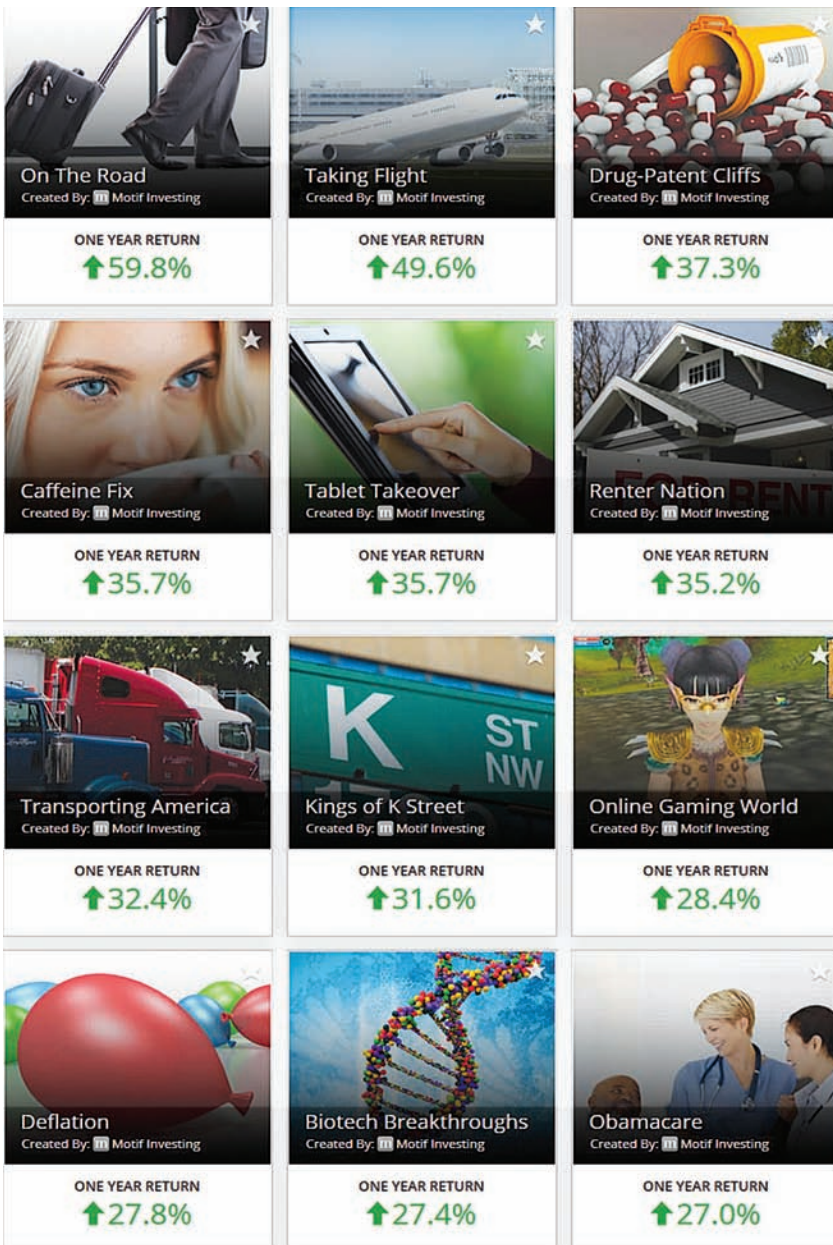 On The Road
Created By: m Motif Investing
ONE YEAR RETURN
59.8%
Taking Flight
Created By: m Motif Investing
ONE YEAR RETURN
49.6%
Drug-Patent Cliffs
Created By: m Motif Investing
ONE YEAR RETURN
37.3%
Caffeine Fix
Created By: m Motif Investing
ONE YEAR RETURN
35.7%
Tablet Takeover
Created By: m Motif Investing
ONE YEAR RETURN
35.7%
FOR RENT
Renter Nation
Created By: m Motif Investing
ONE YEAR RETURN
35.2%
Transporting America
Created By: m Motif Investing
ONE YEAR RETURN
32.4%
K ST
NW
Kings of K Street
Created By: m Motif Investing
ONE YEAR RETURN
31.6%
Online Gaming World
Created By: m Motif Investing
ONE YEAR RETURN
28.4%
Deflation
Created By: m Motif Investing
ONE YEAR RETURN
27.8%
Biotech Breakthroughs
Created By: m Motif Investing
ONE YEAR RETURN
27.4%
Obamacare
Created By: m Motif Investing
ONE YEAR RETURN
27.0%